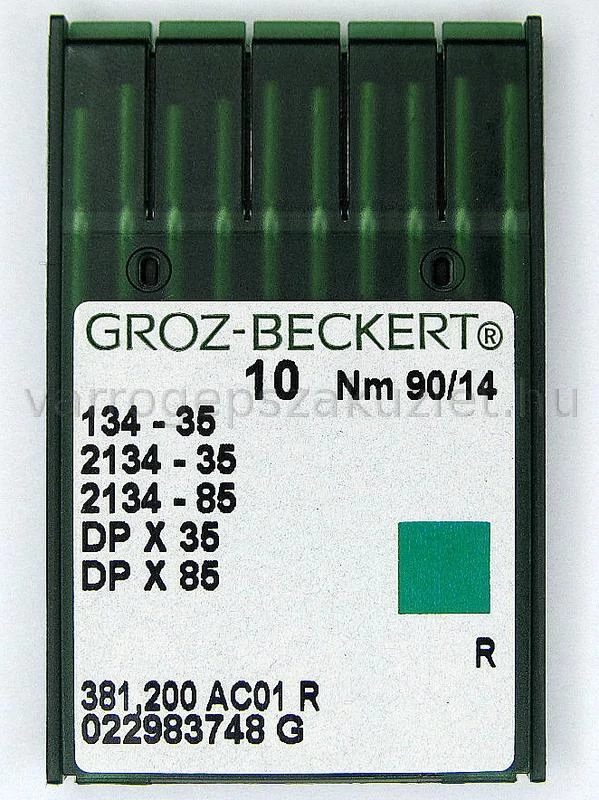 GROZ-BECKERT®
10 Nm 90/14
varrogepszakuzlet.hu
134 - 35
2134 - 35
2134 - 85
DP X 35
DP X 85
R
381,200 AC01 R
022983748 G